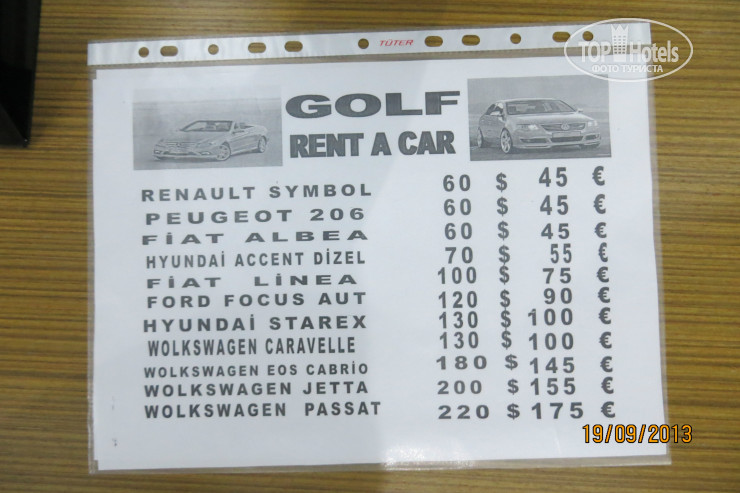 TÜTER
TOP Hotels
ФОТО ТУРИСТА
GOLF
RENT A CAR
RENAULT SYMBOL 60 $ 45 €
PEUGEOT 206 60 $ 45 €
FİAT ALBEA 60 $ 45 €
HYUNDAI ACCENT DİZEL 70 $ 55 €
FİAT LİNEA 100 $ 75 €
FORD FOCUS AUT 120 $ 90 €
HYUNDAİ STAREX 130 $ 100 €
WOLKSWAGEN CARAVELLE 130 $ 100 €
WOLKSWAGEN EOS CABRİO 180 $ 145 €
WOLKSWAGEN JETTA 200 $ 155 €
WOLKSWAGEN PASSAT 220 $ 175 €
19/09/2013